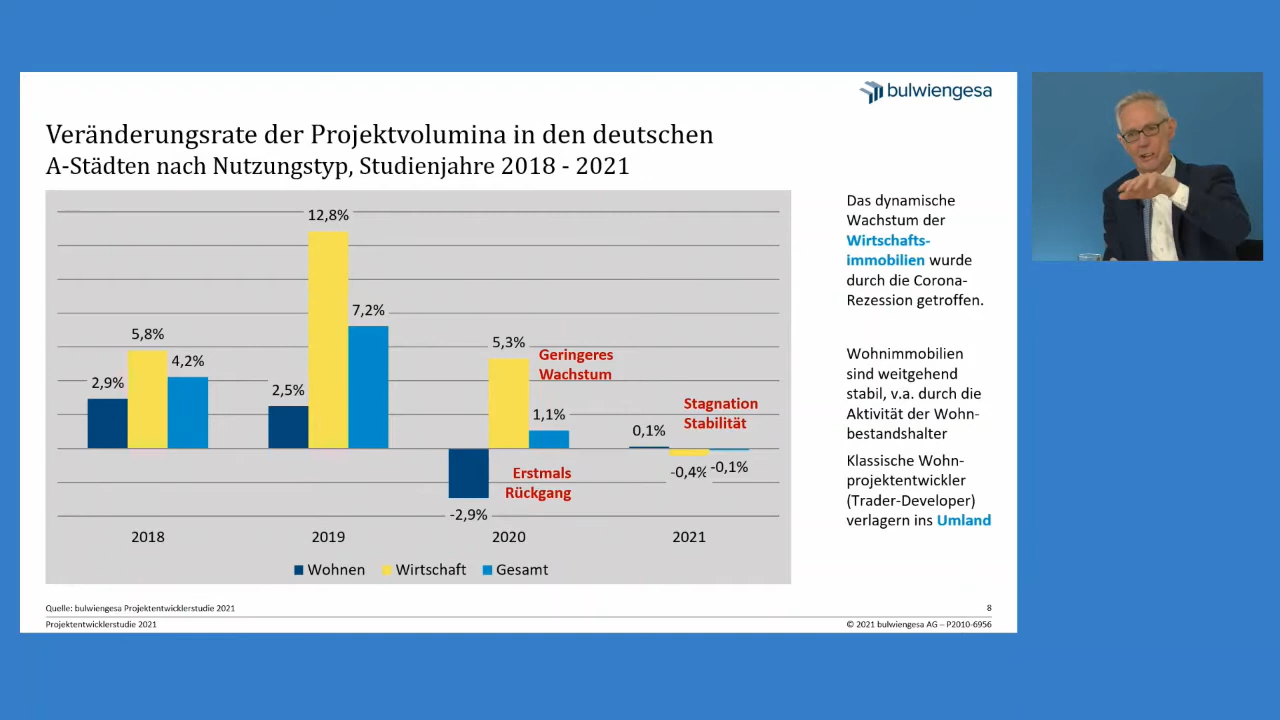 bulwiengesa
Veränderungsrate der Projektvolumina in den deutschen
A-Städten nach Nutzungstyp, Studienjahre 2018 - 2021
12,8%
7,2%
5,8%
5,3%
4,2%
2,9%
2,5%
1,1%
0,1%
-0,4%
-0,1%
-2,9%
Geringeres
Wachstum
Stagnation
Stabilität
Erstmals
Rückgang
2018
2019
2020
2021
Wohnen
Wirtschaft
Gesamt
Das dynamische
Wachstum der
Wirtschafts-
immobilien wurde
durch die Corona-
Rezession getroffen.
Wohnimmobilien
sind weitgehend
stabil, v.a. durch die
Aktivität der Wohn-
bestandshalter
Klassische Wohn-
projektentwickler
(Trader-Developer)
verlagern ins Umland
Quelle: bulwiengesa Projektentwicklerstudie 2021
8
Projektentwicklerstudie 2021
© 2021 bulwiengesa AG – P2010-6956